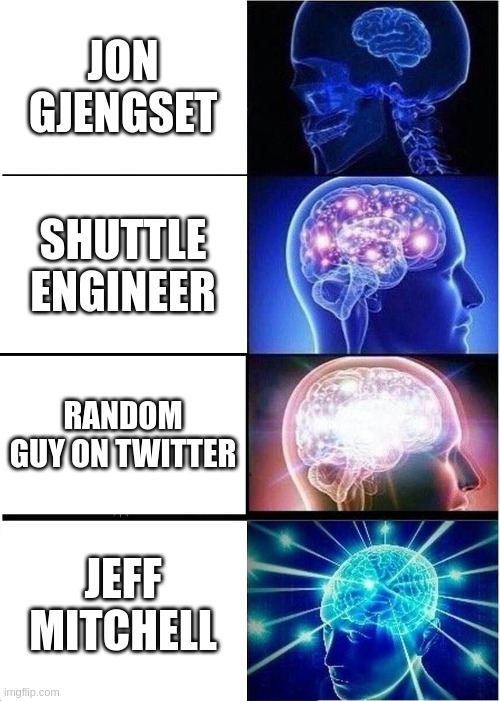 JON
GJENGSET
SHUTTLE
ENGINEER
RANDOM
GUY ON TWITTER
JEFF
MITCHELL
imgflip.com